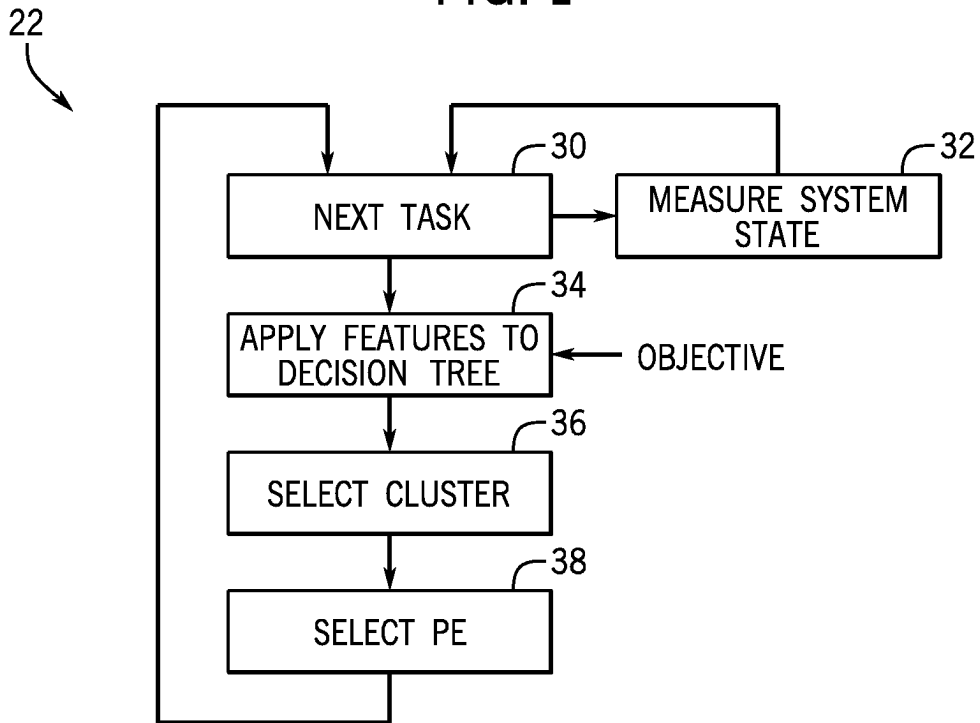 22
30
32
NEXT TASK
MEASURE SYSTEM
STATE
34
APPLY FEATURES TO
DECISION TREE
OBJECTIVE
36
SELECT CLUSTER
38
SELECT PE